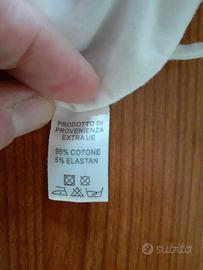 PRODOTTO DI
PROVENIENZA
EXTRA UE
95% COTONE
5% ELASTAN
subito